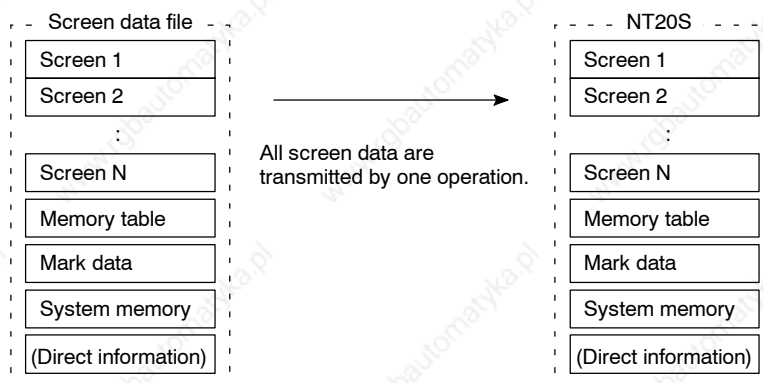 Screen data file
Screen 1
Screen 2
:
Screen N
Memory table
Mark data
System memory
(Direct information)
All screen data are
transmitted by one operation.
NT20S
Screen 1
Screen 2
:
Screen N
Memory table
Mark data
System memory
(Direct information)